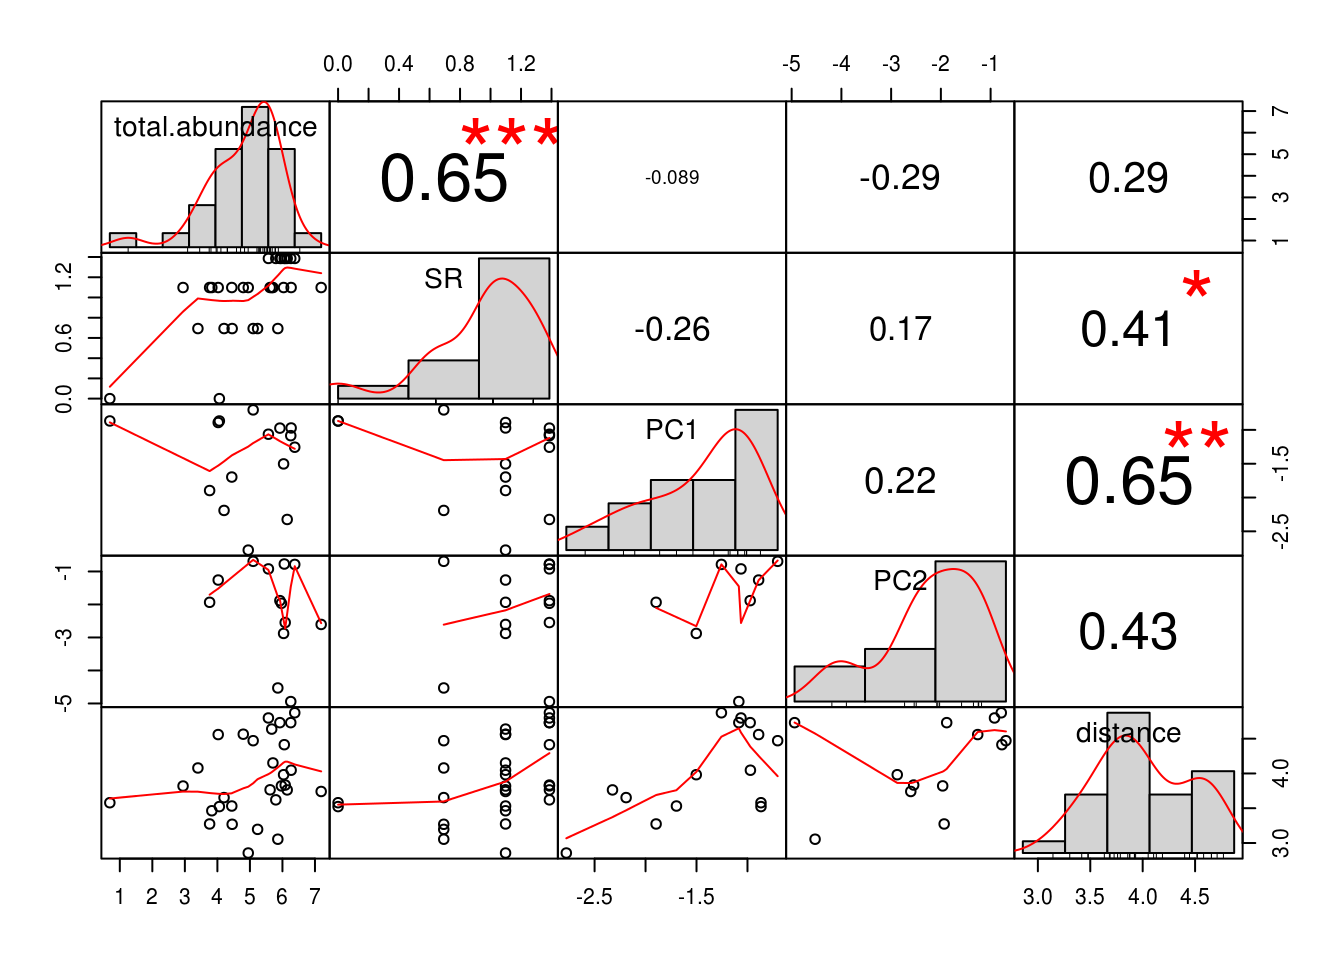 0.0 0.4 0.8 1.2 -5 -4 -3 -2 -1
total.abundance 0.65 *** -0.089 -0.29 0.29 1 3 5 7
0.0 0.6 1.2 SR -0.26 0.17 0.41 *
PC1 0.22 0.65 ** -2.5 -1.5
-5 -3 -1 PC2 0.43
distance 3.0 4.0
1 2 3 4 5 6 7 -2.5 -1.5 3.0 3.5 4.0 4.5